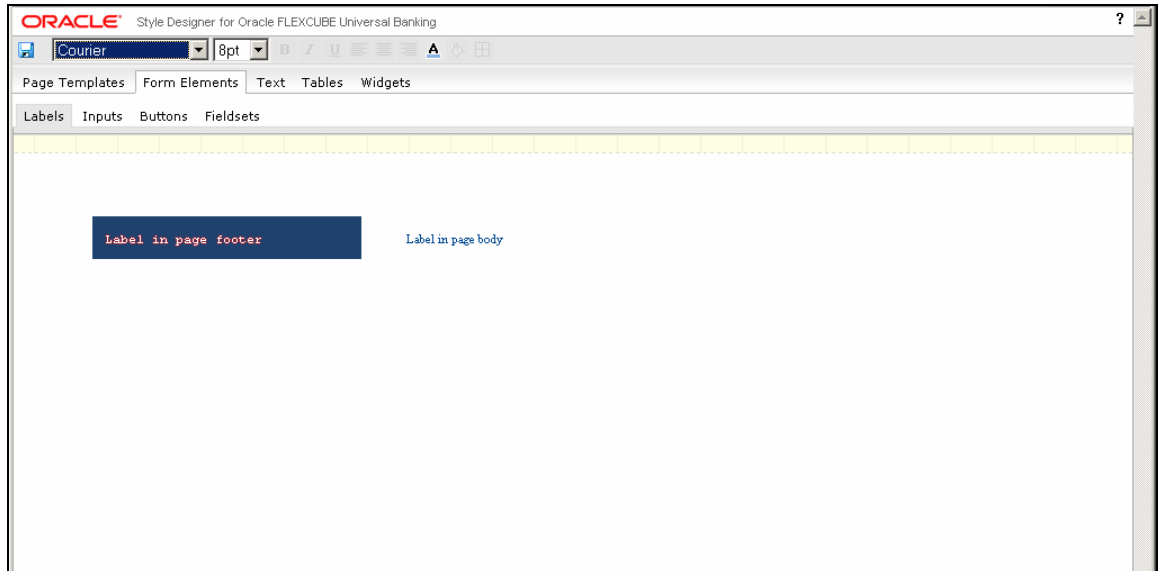 ORACLE® Style Designer for Oracle FLEXCUBE Universal Banking ?
Courier 8pt B I U A
Page Templates Form Elements Text Tables Widgets
Labels Inputs Buttons Fieldsets
Label in page footer Label in page body